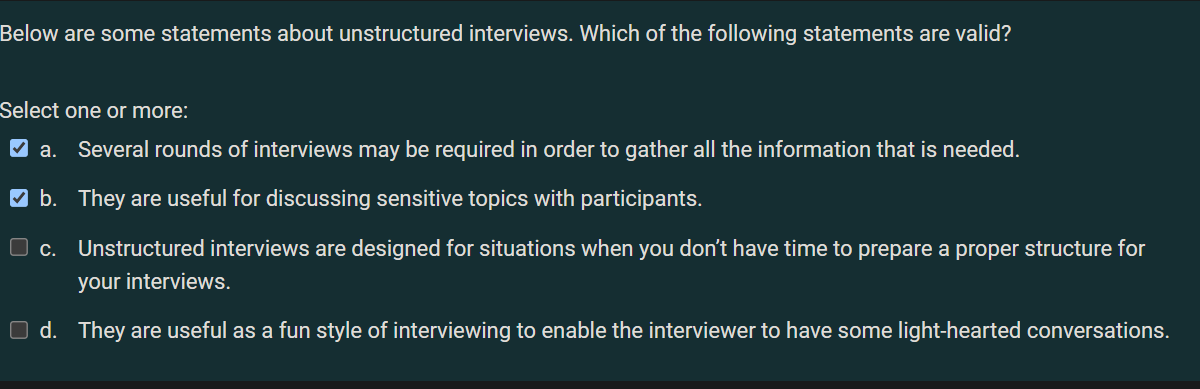 Below are some statements about unstructured interviews. Which of the following statements are valid?
Select one or more:
a. Several rounds of interviews may be required in order to gather all the information that is needed.
b. They are useful for discussing sensitive topics with participants.
c. Unstructured interviews are designed for situations when you don’t have time to prepare a proper structure for
your interviews.
d. They are useful as a fun style of interviewing to enable the interviewer to have some light-hearted conversations.